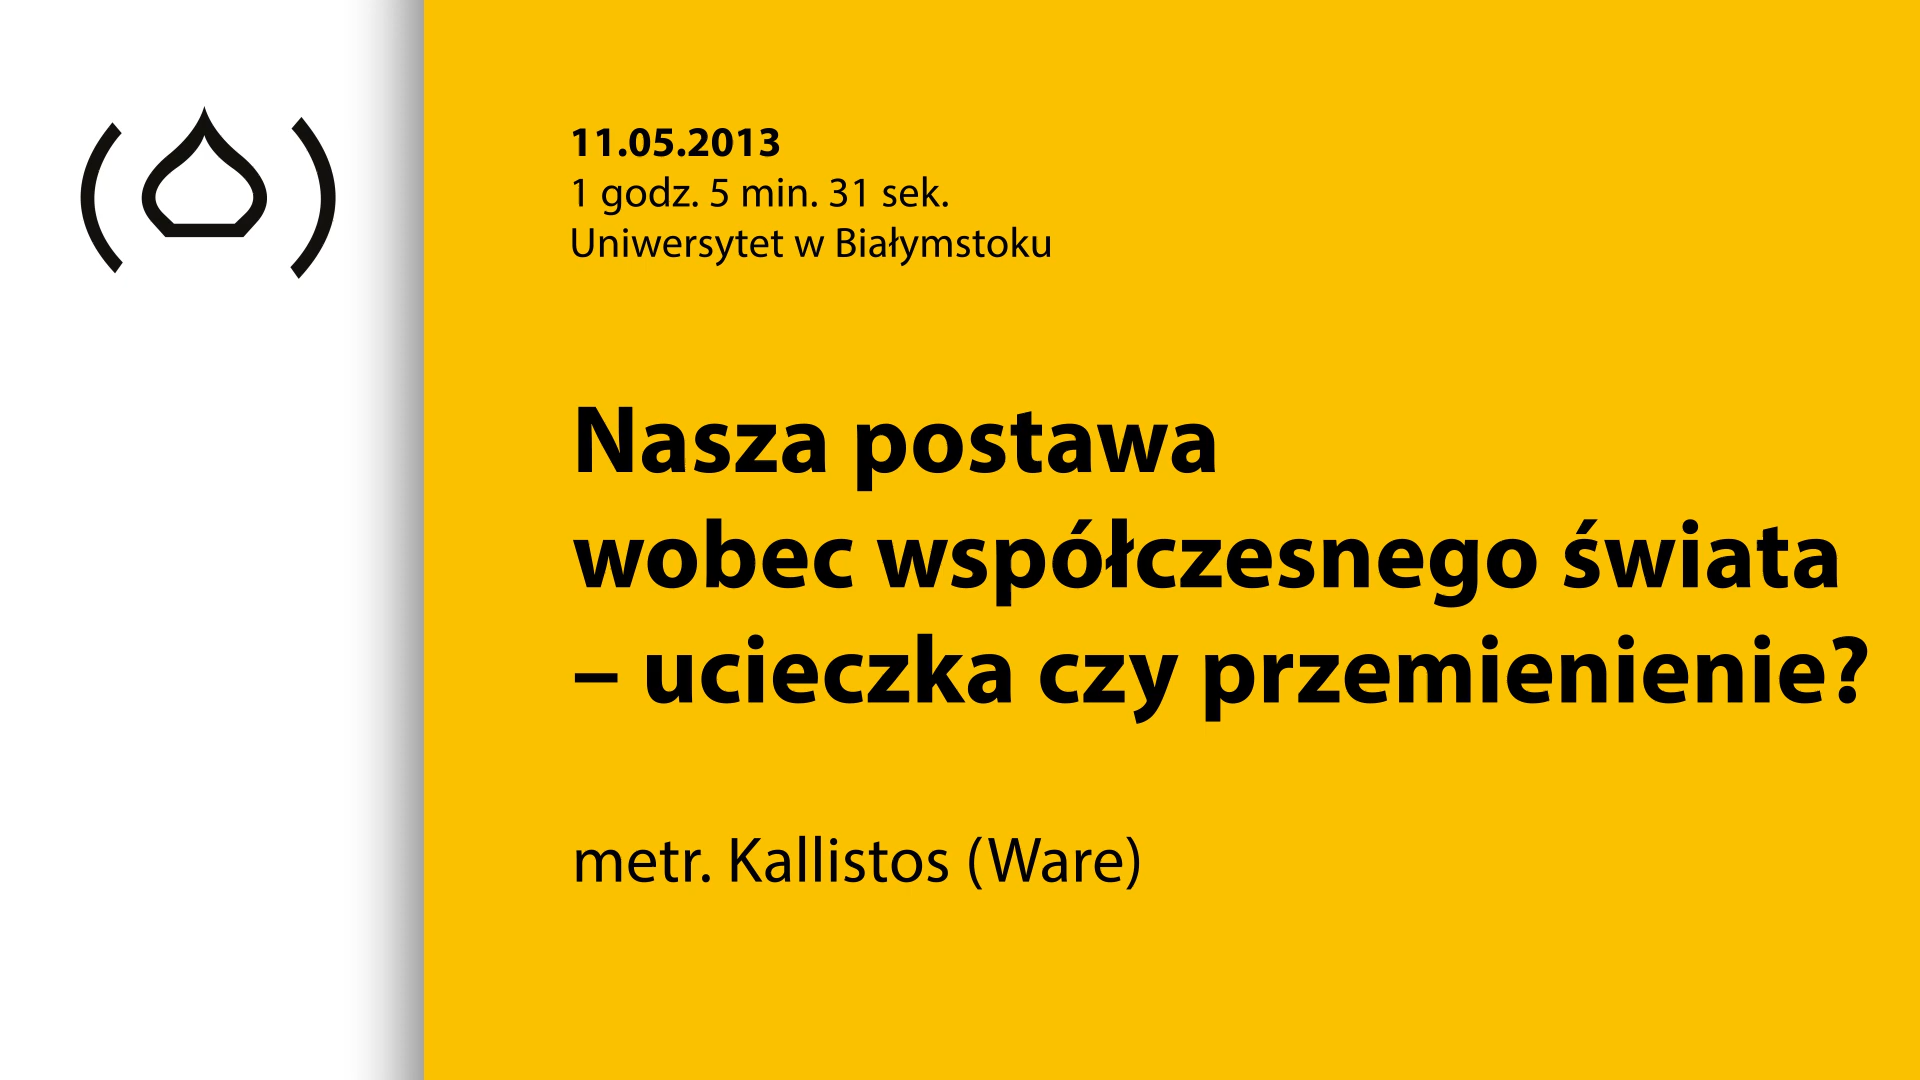 11.05.2013
1 godz. 5 min. 31 sek.
Uniwersytet w Białymstoku
Nasza postawa
wobec współczesnego świata
– ucieczka czy przemienienie?
metr. Kallistos (Ware)